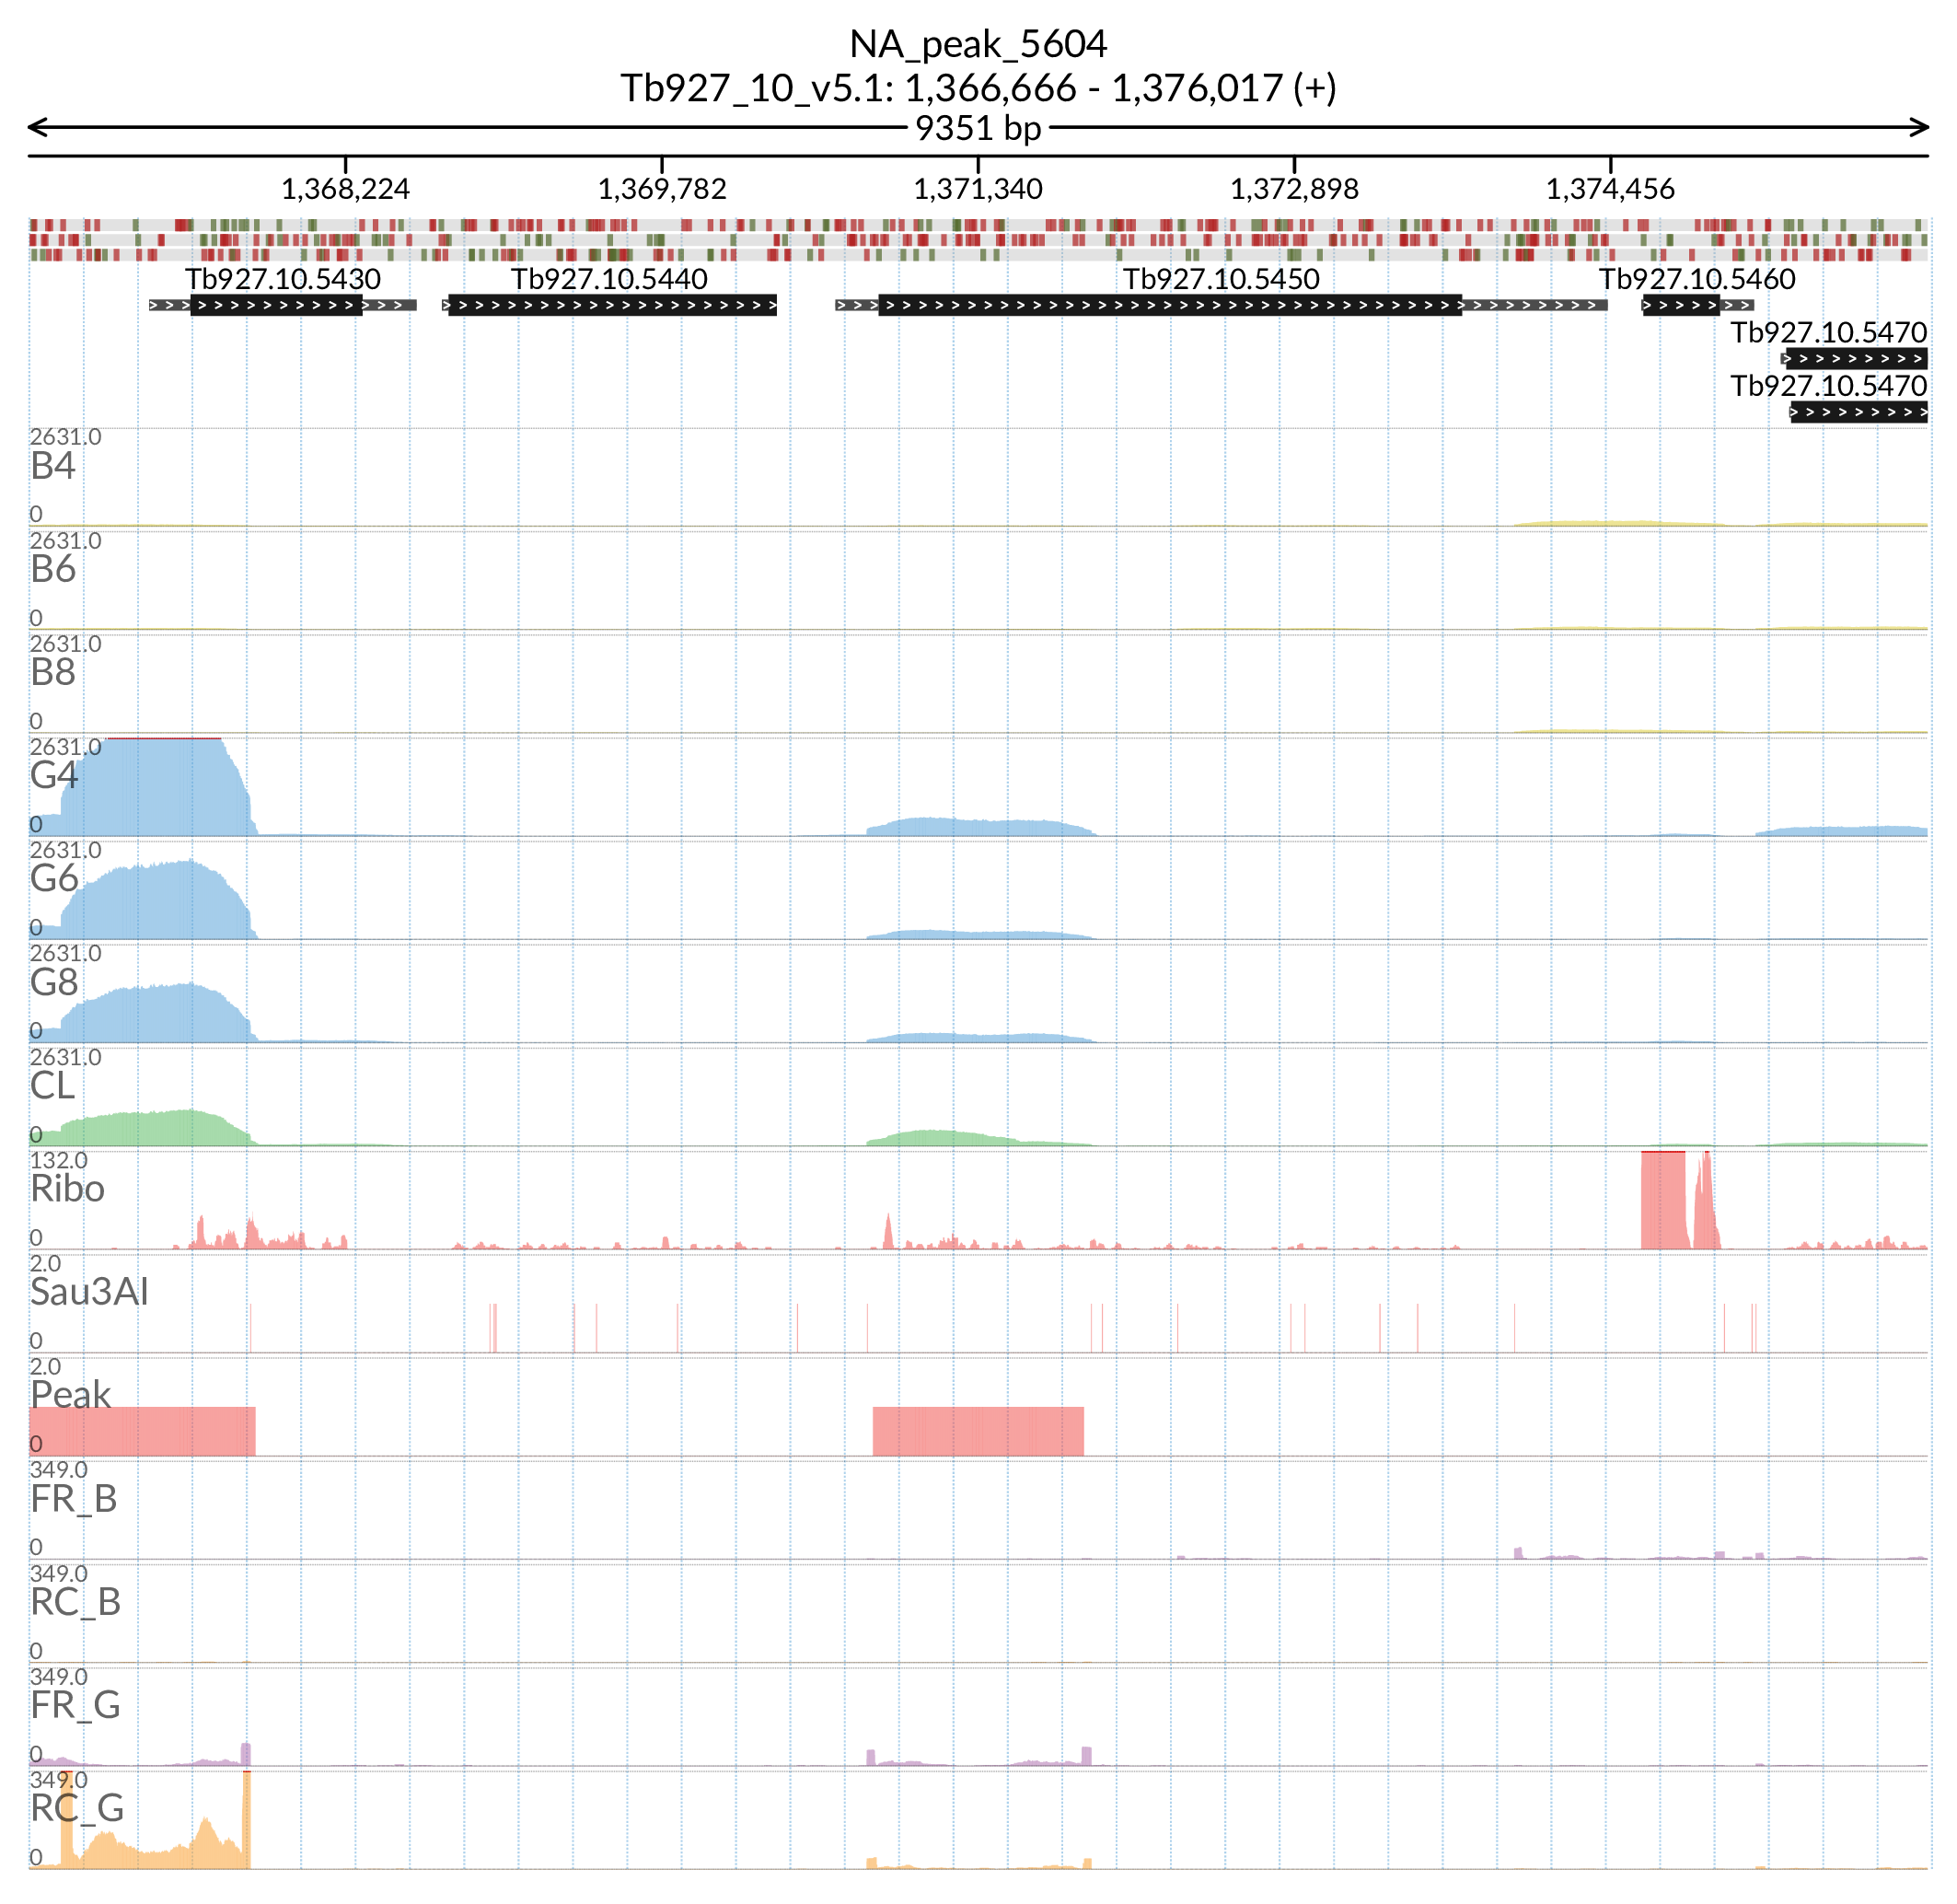 NA_peak_5604
Tb927_10_v5.1: 1,366,666 - 1,376,017 (+)
9351 bp
1,368,224 1,369,782 1,371,340 1,372,898 1,374,456
Tb927.10.5430 Tb927.10.5440 Tb927.10.5450 Tb927.10.5460
Tb927.10.5470
Tb927.10.5470
2631.0
B4
0
2631.0
B6
0
2631.0
B8
0
2631.0
G4
0
2631.0
G6
0
2631.0
G8
0
2631.0
CL
0
132.0
Ribo
0
2.0
Sau3AI
0
2.0
Peak
0
349.0
FR_B
0
349.0
RC_B
0
349.0
FR_G
0
349.0
RC_G
0